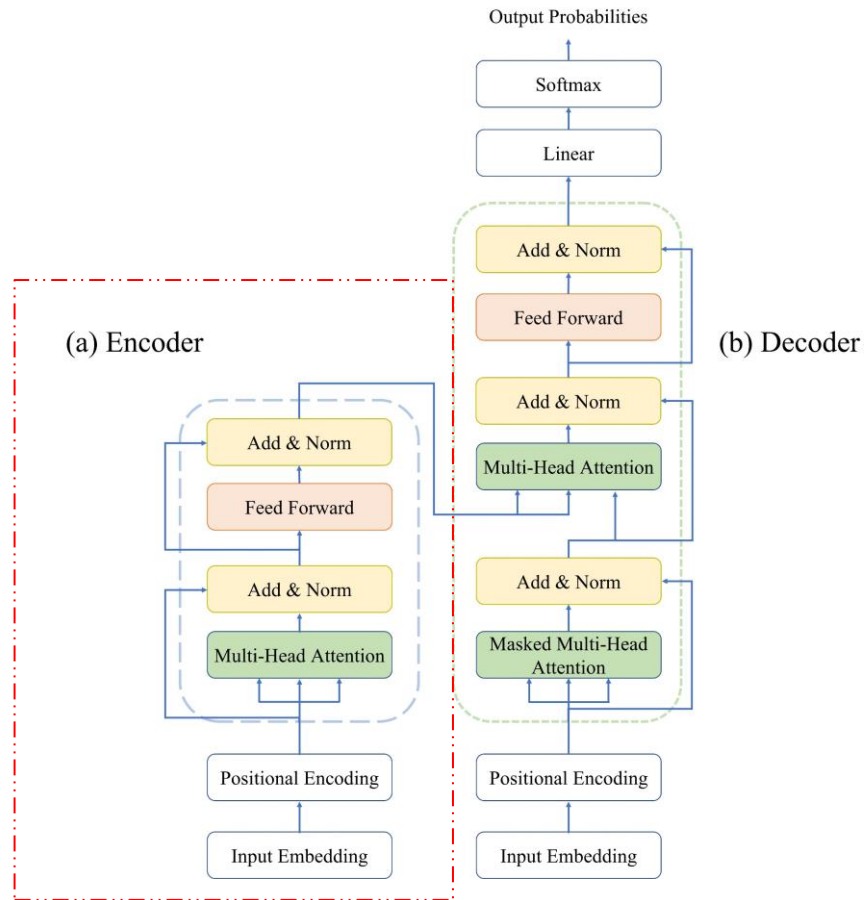 Output Probabilities
Softmax
Linear
Add & Norm
Feed Forward
(b) Decoder
Add & Norm
Multi-Head Attention
Add & Norm
Masked Multi-Head
Attention
Positional Encoding
Input Embedding
(a) Encoder
Add & Norm
Feed Forward
Add & Norm
Multi-Head Attention
Positional Encoding
Input Embedding